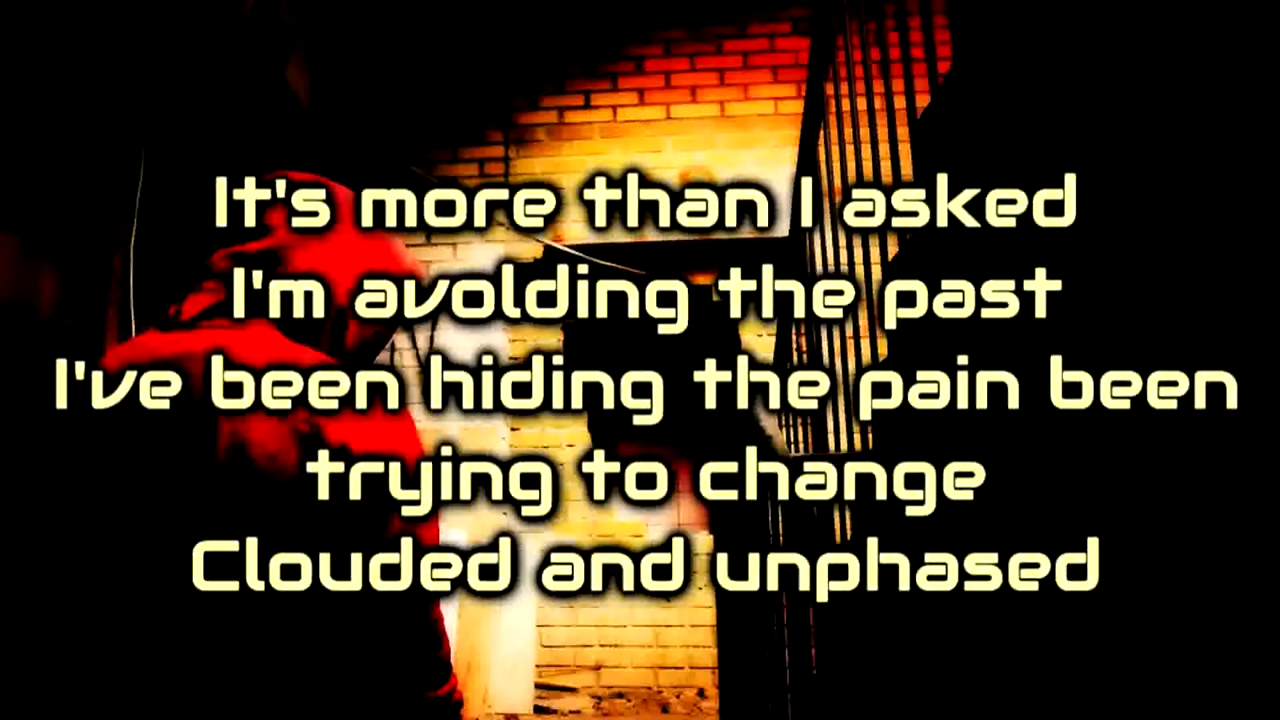 It's more than I asked
I'm avolding the past
I've been hiding the pain been
trying to change
Clouded and unphased